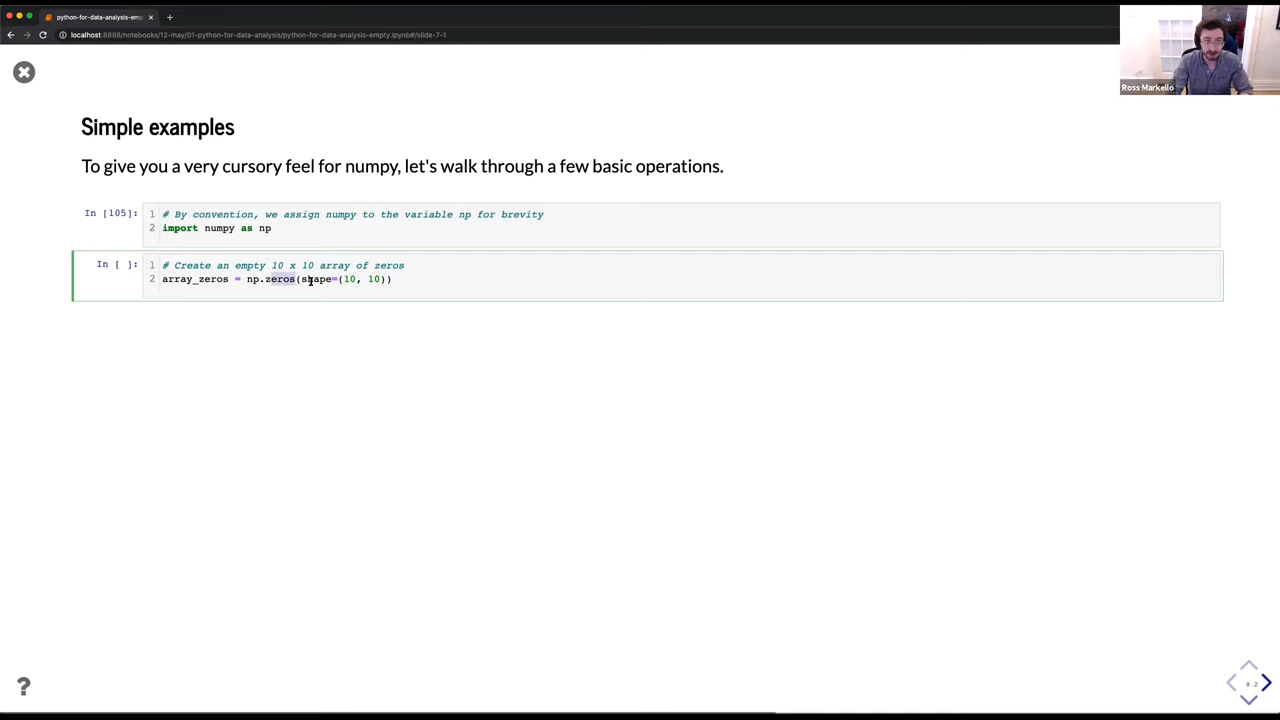 python-for-data-analysis-emp
localhost:8888/notebooks/12-may/01-python-for-data-analysis/python-for-data-analysis-empty.ipynb#/slide-7-1
Ross Markello
Simple examples
To give you a very cursory feel for numpy, let's walk through a few basic operations.
In [105]:
1 # By convention, we assign numpy to the variable np for brevity
2 import numpy as np
In [ ]:
1 # Create an empty 10 x 10 array of zeros
2 array_zeros = np.zeros(shape=(10, 10))
?
8.2